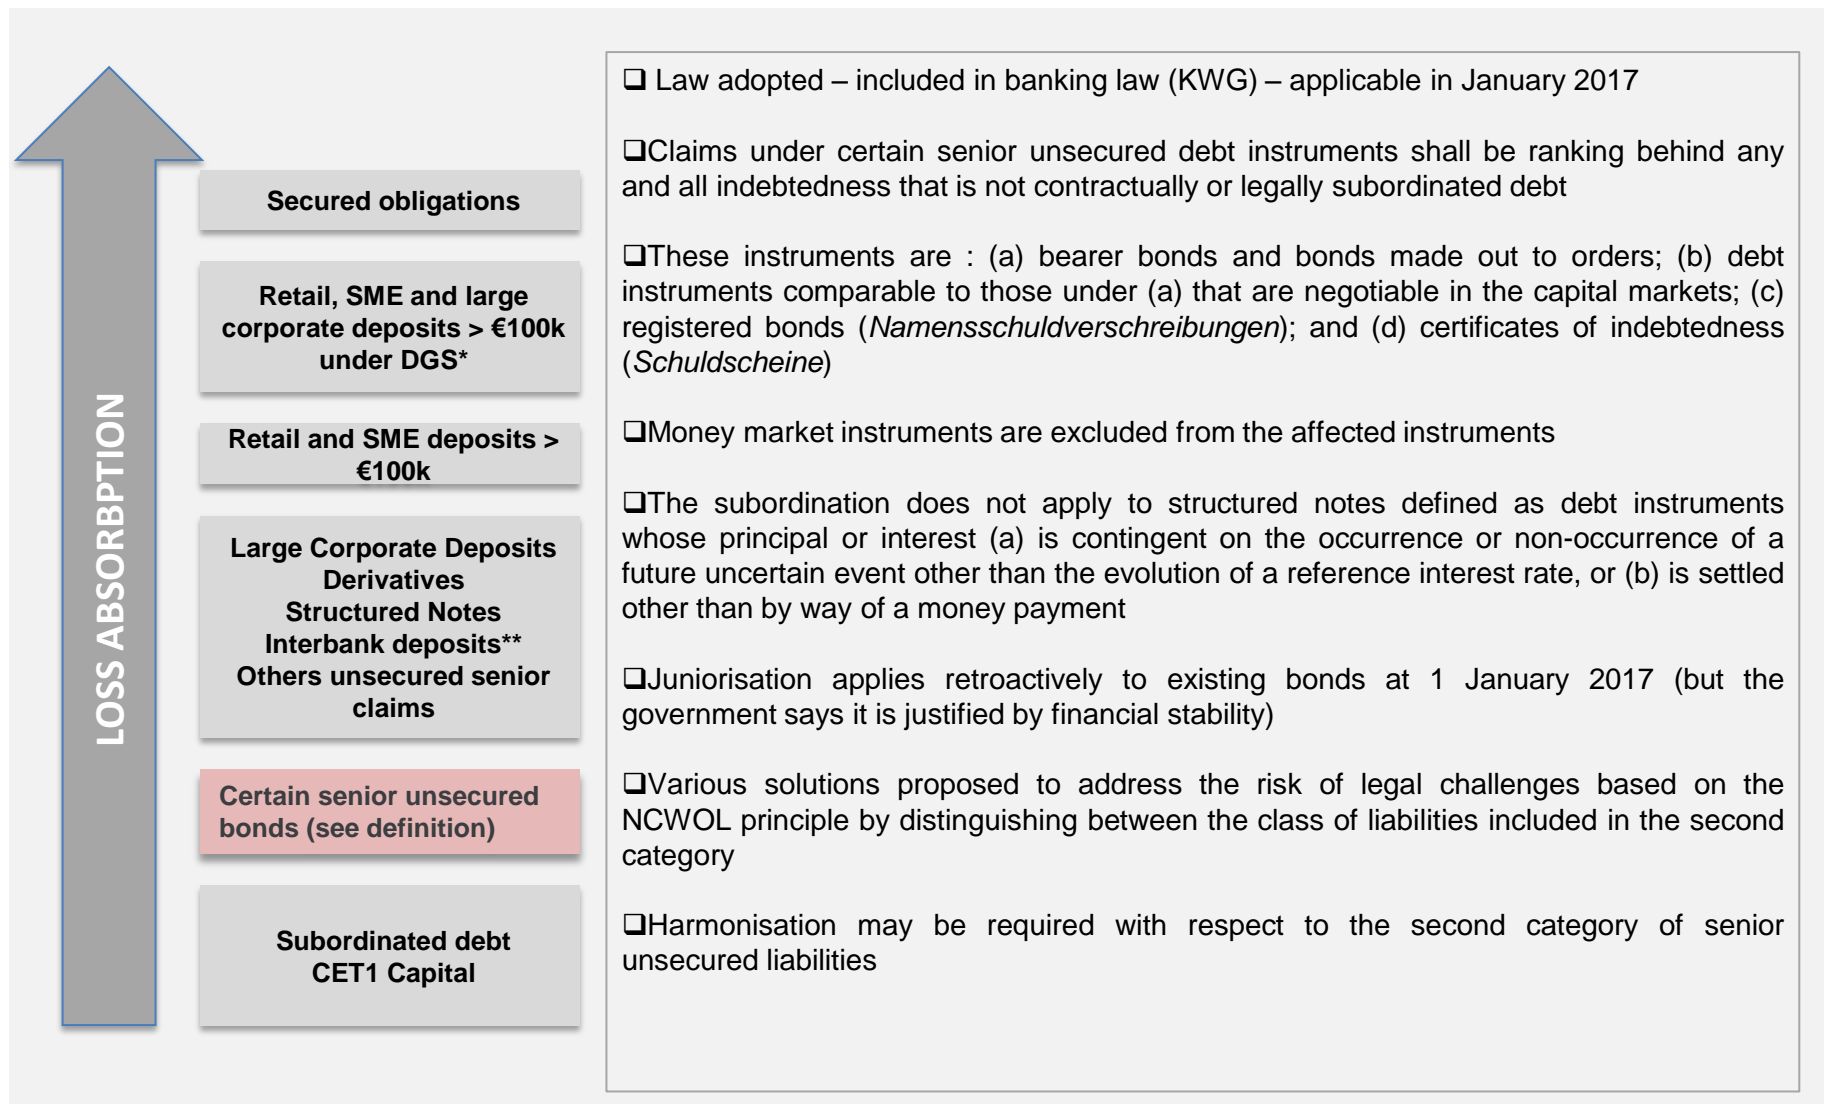 LOSS ABSORBPTION
Secured obligations
Retail, SME and large
corporate deposits > €100k
under DGS*
Retail and SME deposits >
€100k
Large Corporate Deposits
Derivatives
Structured Notes
Interbank deposits**
Others unsecured senior
claims
Certain senior unsecured
bonds (see definition)
Subordinated debt
CET1 Capital
❑ Law adopted – included in banking law (KWG) – applicable in January 2017
❑Claims under certain senior unsecured debt instruments shall be ranking behind any
and all indebtedness that is not contractually or legally subordinated debt
❑These instruments are : (a) bearer bonds and bonds made out to orders; (b) debt
instruments comparable to those under (a) that are negotiable in the capital markets; (c)
registered bonds (Namensschuldverschreibungen); and (d) certificates of indebtedness
(Schuldscheine)
❑Money market instruments are excluded from the affected instruments
❑The subordination does not apply to structured notes defined as debt instruments
whose principal or interest (a) is contingent on the occurrence or non-occurrence of a
future uncertain event other than the evolution of a reference interest rate, or (b) is settled
other than by way of a money payment
❑Juniorisation applies retroactively to existing bonds at 1 January 2017 (but the
government says it is justified by financial stability)
❑Various solutions proposed to address the risk of legal challenges based on the
NCWOL principle by distinguishing between the class of liabilities included in the second
category
❑Harmonisation may be required with respect to the second category of senior
unsecured liabilities